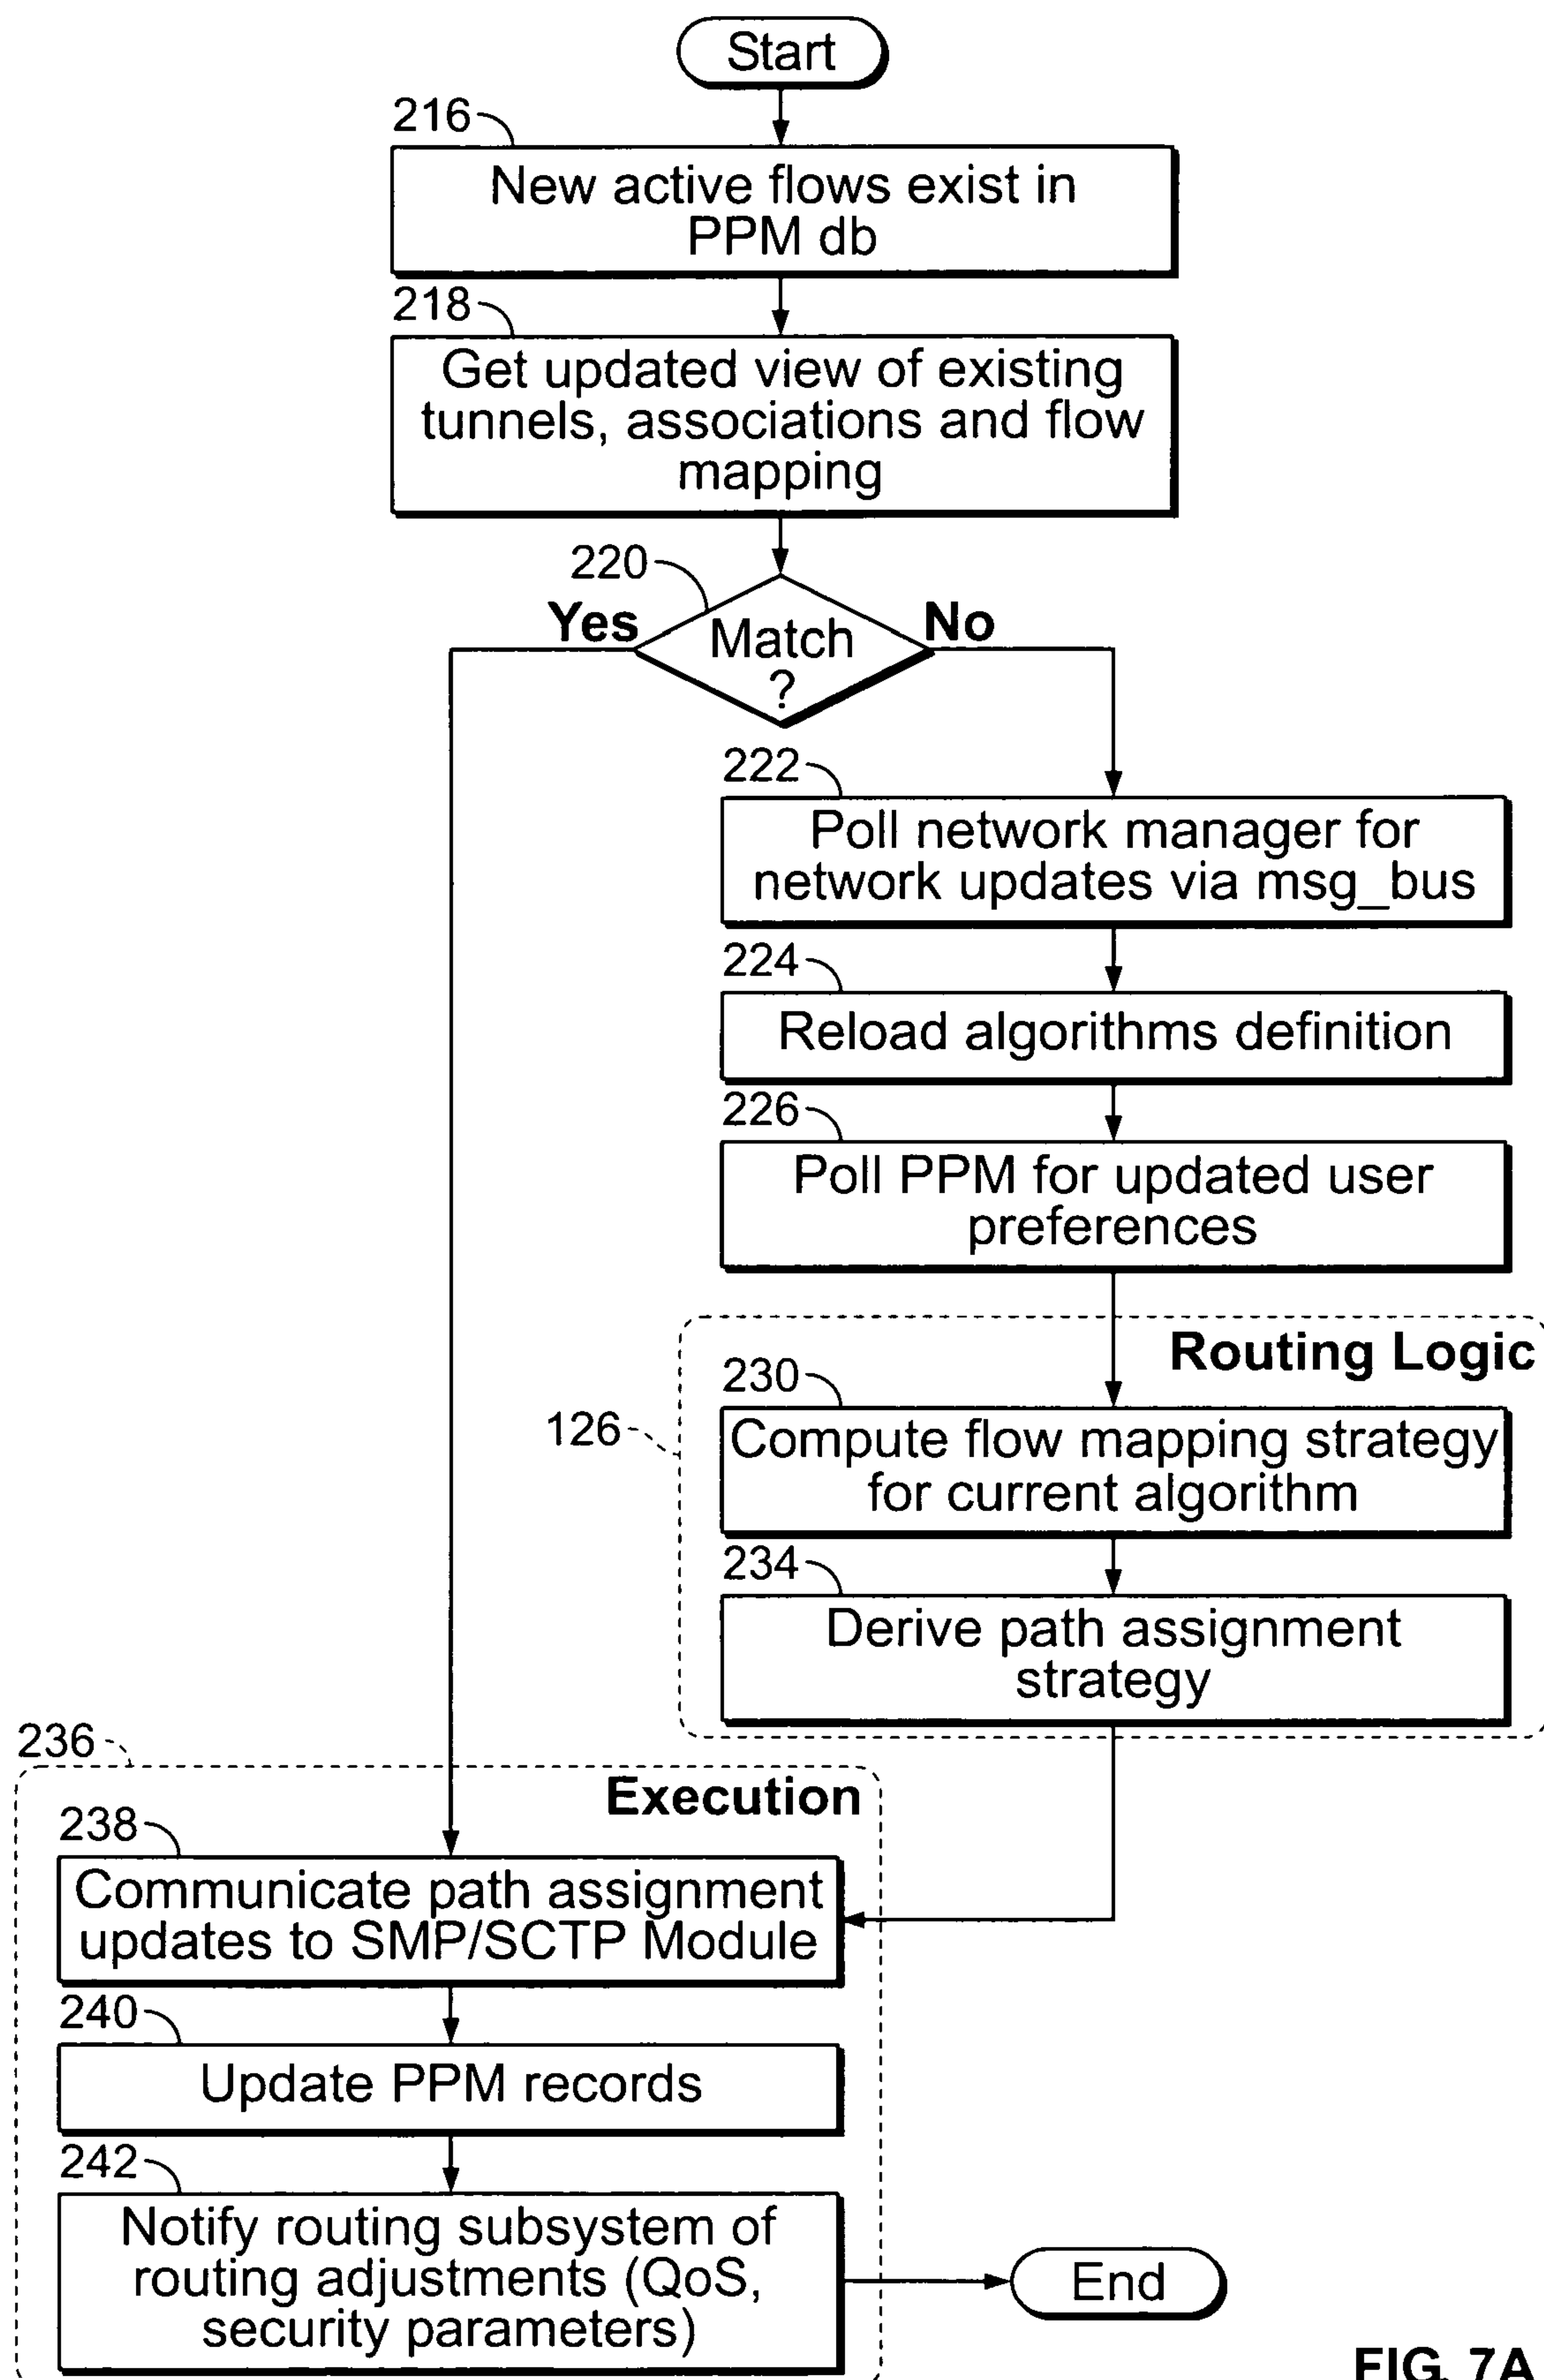 Start
216
New active flows exist in
PPM db
218
Get updated view of existing
tunnels, associations and flow
mapping
220
Yes
Match
?
No
222
Poll network manager for
network updates via msg_bus
224
Reload algorithms definition
226
Poll PPM for updated user
preferences
Routing Logic
230
126
Compute flow mapping strategy
for current algorithm
234
Derive path assignment
strategy
236
Execution
238
Communicate path assignment
updates to SMP/SCTP Module
240
Update PPM records
242
Notify routing subsystem of
routing adjustments (QoS,
security parameters)
End
FIG. 7A